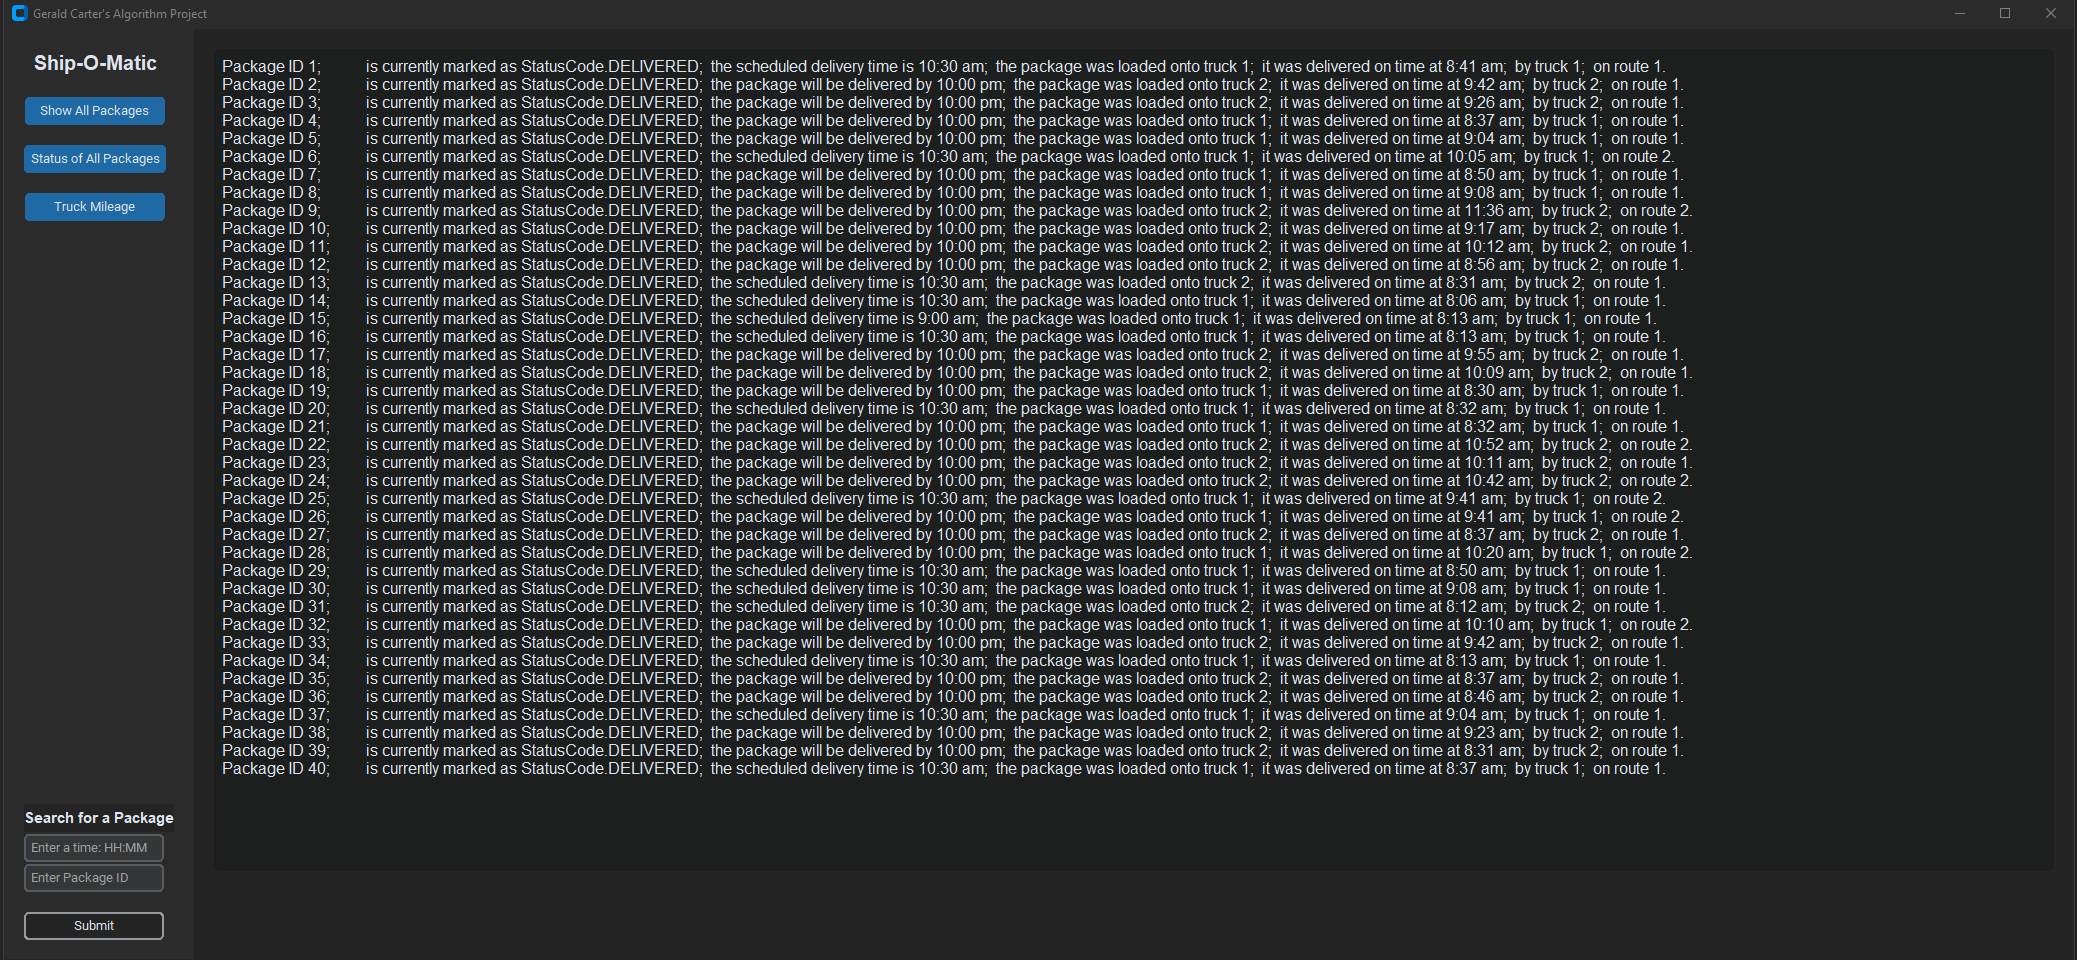 Gerald Carter's Algorithm Project
Ship-O-Matic
Show All Packages
Status of All Packages
Truck Mileage
Package ID 1; is currently marked as StatusCode.DELIVERED; the scheduled delivery time is 10:30 am; the package was loaded onto truck 1; it was delivered on time at 8:41 am; by truck 1; on route 1.
Package ID 2; is currently marked as StatusCode.DELIVERED; the package will be delivered by 10:00 pm; the package was loaded onto truck 2; it was delivered on time at 9:42 am; by truck 2; on route 1.
Package ID 3; is currently marked as StatusCode.DELIVERED; the package will be delivered by 10:00 pm; the package was loaded onto truck 2; it was delivered on time at 9:26 am; by truck 2; on route 1.
Package ID 4; is currently marked as StatusCode.DELIVERED; the package will be delivered by 10:00 pm; the package was loaded onto truck 1; it was delivered on time at 8:37 am; by truck 1; on route 1.
Package ID 5; is currently marked as StatusCode.DELIVERED; the package will be delivered by 10:00 pm; the package was loaded onto truck 1; it was delivered on time at 9:04 am; by truck 1; on route 1.
Package ID 6; is currently marked as StatusCode.DELIVERED; the scheduled delivery time is 10:30 am; the package was loaded onto truck 1; it was delivered on time at 10:05 am; by truck 1; on route 2.
Package ID 7; is currently marked as StatusCode.DELIVERED; the package will be delivered by 10:00 pm; the package was loaded onto truck 1; it was delivered on time at 8:50 am; by truck 1; on route 1.
Package ID 8; is currently marked as StatusCode.DELIVERED; the package will be delivered by 10:00 pm; the package was loaded onto truck 1; it was delivered on time at 9:08 am; by truck 1; on route 1.
Package ID 9; is currently marked as StatusCode.DELIVERED; the package will be delivered by 10:00 pm; the package was loaded onto truck 2; it was delivered on time at 11:36 am; by truck 2; on route 2.
Package ID 10; is currently marked as StatusCode.DELIVERED; the package will be delivered by 10:00 pm; the package was loaded onto truck 2; it was delivered on time at 9:17 am; by truck 2; on route 1.
Package ID 11; is currently marked as StatusCode.DELIVERED; the package will be delivered by 10:00 pm; the package was loaded onto truck 2; it was delivered on time at 10:12 am; by truck 2; on route 1.
Package ID 12; is currently marked as StatusCode.DELIVERED; the package will be delivered by 10:00 pm; the package was loaded onto truck 2; it was delivered on time at 8:56 am; by truck 2; on route 1.
Package ID 13; is currently marked as StatusCode.DELIVERED; the scheduled delivery time is 10:30 am; the package was loaded onto truck 2; it was delivered on time at 8:31 am; by truck 2; on route 1.
Package ID 14; is currently marked as StatusCode.DELIVERED; the scheduled delivery time is 10:30 am; the package was loaded onto truck 1; it was delivered on time at 8:06 am; by truck 1; on route 1.
Package ID 15; is currently marked as StatusCode.DELIVERED; the scheduled delivery time is 9:00 am; the package was loaded onto truck 1; it was delivered on time at 8:13 am; by truck 1; on route 1.
Package ID 16; is currently marked as StatusCode.DELIVERED; the scheduled delivery time is 10:30 am; the package was loaded onto truck 1; it was delivered on time at 8:13 am; by truck 1; on route 1.
Package ID 17; is currently marked as StatusCode.DELIVERED; the package will be delivered by 10:00 pm; the package was loaded onto truck 2; it was delivered on time at 9:55 am; by truck 2; on route 1.
Package ID 18; is currently marked as StatusCode.DELIVERED; the package will be delivered by 10:00 pm; the package was loaded onto truck 2; it was delivered on time at 10:09 am; by truck 2; on route 1.
Package ID 19; is currently marked as StatusCode.DELIVERED; the package will be delivered by 10:00 pm; the package was loaded onto truck 1; it was delivered on time at 8:30 am; by truck 1; on route 1.
Package ID 20; is currently marked as StatusCode.DELIVERED; the scheduled delivery time is 10:30 am; the package was loaded onto truck 1; it was delivered on time at 8:32 am; by truck 1; on route 1.
Package ID 21; is currently marked as StatusCode.DELIVERED; the package will be delivered by 10:00 pm; the package was loaded onto truck 1; it was delivered on time at 8:32 am; by truck 1; on route 1.
Package ID 22; is currently marked as StatusCode.DELIVERED; the package will be delivered by 10:00 pm; the package was loaded onto truck 2; it was delivered on time at 10:52 am; by truck 2; on route 2.
Package ID 23; is currently marked as StatusCode.DELIVERED; the package will be delivered by 10:00 pm; the package was loaded onto truck 2; it was delivered on time at 10:11 am; by truck 2; on route 1.
Package ID 24; is currently marked as StatusCode.DELIVERED; the package will be delivered by 10:00 pm; the package was loaded onto truck 2; it was delivered on time at 10:42 am; by truck 2; on route 2.
Package ID 25; is currently marked as StatusCode.DELIVERED; the scheduled delivery time is 10:30 am; the package was loaded onto truck 1; it was delivered on time at 9:41 am; by truck 1; on route 2.
Package ID 26; is currently marked as StatusCode.DELIVERED; the package will be delivered by 10:00 pm; the package was loaded onto truck 1; it was delivered on time at 9:41 am; by truck 1; on route 2.
Package ID 27; is currently marked as StatusCode.DELIVERED; the package will be delivered by 10:00 pm; the package was loaded onto truck 2; it was delivered on time at 8:37 am; by truck 2; on route 1.
Package ID 28; is currently marked as StatusCode.DELIVERED; the package will be delivered by 10:00 pm; the package was loaded onto truck 1; it was delivered on time at 10:20 am; by truck 1; on route 2.
Package ID 29; is currently marked as StatusCode.DELIVERED; the scheduled delivery time is 10:30 am; the package was loaded onto truck 1; it was delivered on time at 8:50 am; by truck 1; on route 1.
Package ID 30; is currently marked as StatusCode.DELIVERED; the scheduled delivery time is 10:30 am; the package was loaded onto truck 1; it was delivered on time at 9:08 am; by truck 1; on route 1.
Package ID 31; is currently marked as StatusCode.DELIVERED; the scheduled delivery time is 10:30 am; the package was loaded onto truck 2; it was delivered on time at 8:12 am; by truck 2; on route 1.
Package ID 32; is currently marked as StatusCode.DELIVERED; the package will be delivered by 10:00 pm; the package was loaded onto truck 1; it was delivered on time at 10:10 am; by truck 1; on route 2.
Package ID 33; is currently marked as StatusCode.DELIVERED; the package will be delivered by 10:00 pm; the package was loaded onto truck 2; it was delivered on time at 9:42 am; by truck 2; on route 1.
Package ID 34; is currently marked as StatusCode.DELIVERED; the scheduled delivery time is 10:30 am; the package was loaded onto truck 1; it was delivered on time at 8:13 am; by truck 1; on route 1.
Package ID 35; is currently marked as StatusCode.DELIVERED; the package will be delivered by 10:00 pm; the package was loaded onto truck 2; it was delivered on time at 8:37 am; by truck 2; on route 1.
Package ID 36; is currently marked as StatusCode.DELIVERED; the package will be delivered by 10:00 pm; the package was loaded onto truck 2; it was delivered on time at 8:46 am; by truck 2; on route 1.
Package ID 37; is currently marked as StatusCode.DELIVERED; the scheduled delivery time is 10:30 am; the package was loaded onto truck 1; it was delivered on time at 9:04 am; by truck 1; on route 1.
Package ID 38; is currently marked as StatusCode.DELIVERED; the package will be delivered by 10:00 pm; the package was loaded onto truck 2; it was delivered on time at 9:23 am; by truck 2; on route 1.
Package ID 39; is currently marked as StatusCode.DELIVERED; the package will be delivered by 10:00 pm; the package was loaded onto truck 2; it was delivered on time at 8:31 am; by truck 2; on route 1.
Package ID 40; is currently marked as StatusCode.DELIVERED; the scheduled delivery time is 10:30 am; the package was loaded onto truck 1; it was delivered on time at 8:37 am; by truck 1; on route 1.
Search for a Package
Enter a time: HH:MM
Enter Package ID
Submit